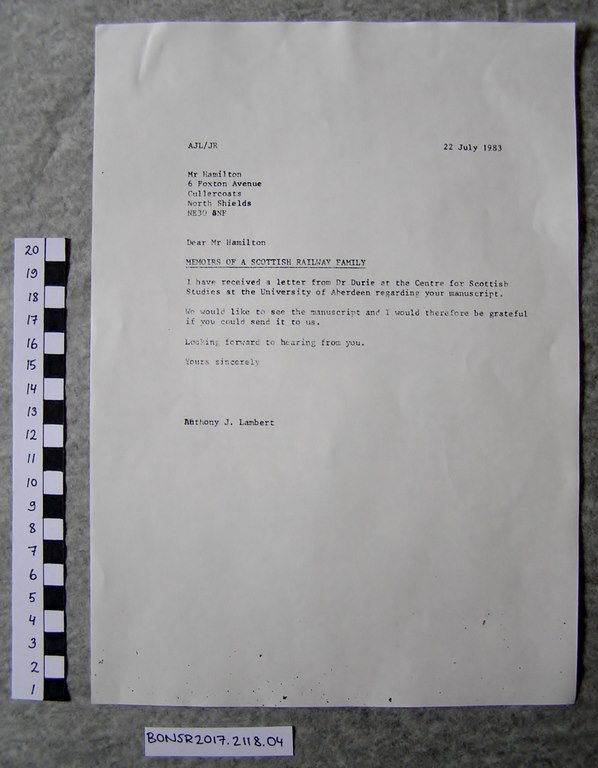 AJL/JR
22 July 1983
Mr Hamilton
6 Foxton Avenue
Cullercoats
North Shields
NE30
Dear Mr Hamilton
MEMOIRS OF A SCOTTISH RAILWAY FAMILY
I have received a letter from Dr Durie at the Centre for Scottish
Studies at the University of Aberdeen regarding your manuscript.
We would like to see the manuscript and I would therefore be grateful
if you could send it to us.
Looking forward to hearing from you.
Yours sincerely
Anthony J. Lambert
20
19
18
17
16
15
14
13
12
11
10
9
8
7
6
5
4
3
2
1
BONSR2017.2118.04